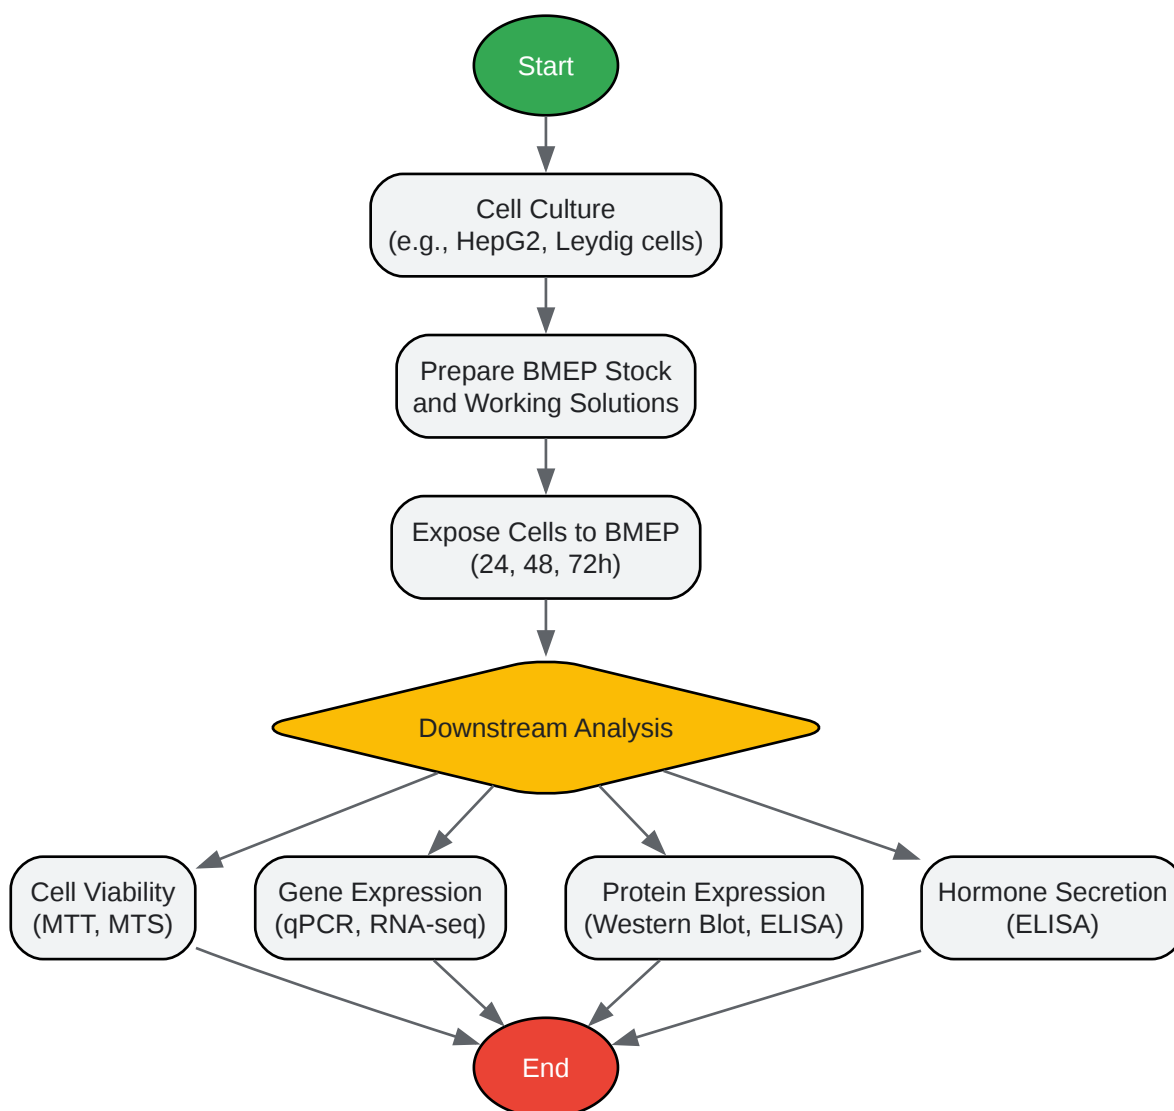 Start
Cell Culture
(e.g., HepG2, Leydig cells)
Prepare BMEP Stock
and Working Solutions
Expose Cells to BMEP
(24, 48, 72h)
Downstream Analysis
Cell Viability
(MTT, MTS)
Gene Expression
(qPCR, RNA-seq)
Protein Expression
(Western Blot, ELISA)
Hormone Secretion
(ELISA)
End